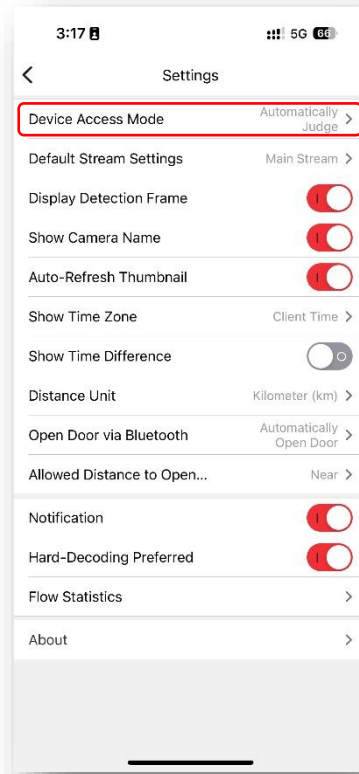 3:17
5G 66
Settings
Device Access Mode
Automatically
Judge
Default Stream Settings
Main Stream
Display Detection Frame
Show Camera Name
Auto-Refresh Thumbnail
Show Time Zone
Client Time
Show Time Difference
Distance Unit
Kilometer (km)
Open Door via Bluetooth
Automatically
Open Door
Allowed Distance to Open...
Near
Notification
Hard-Decoding Preferred
Flow Statistics
About